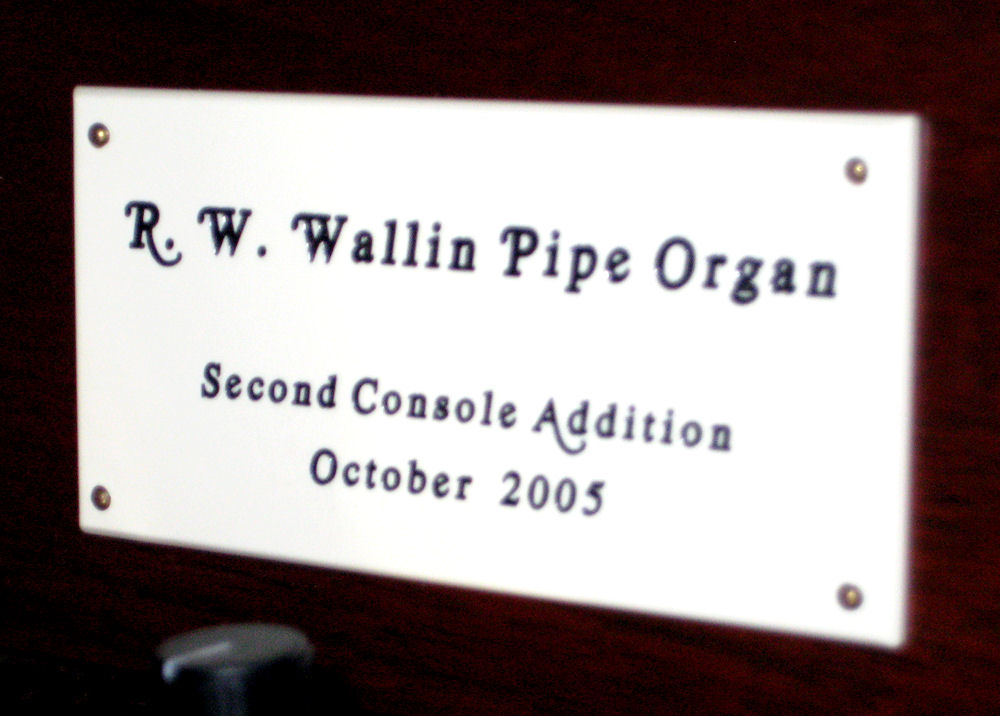 R. W. Wallin Pipe Organ
Second Console Addition
October 2005